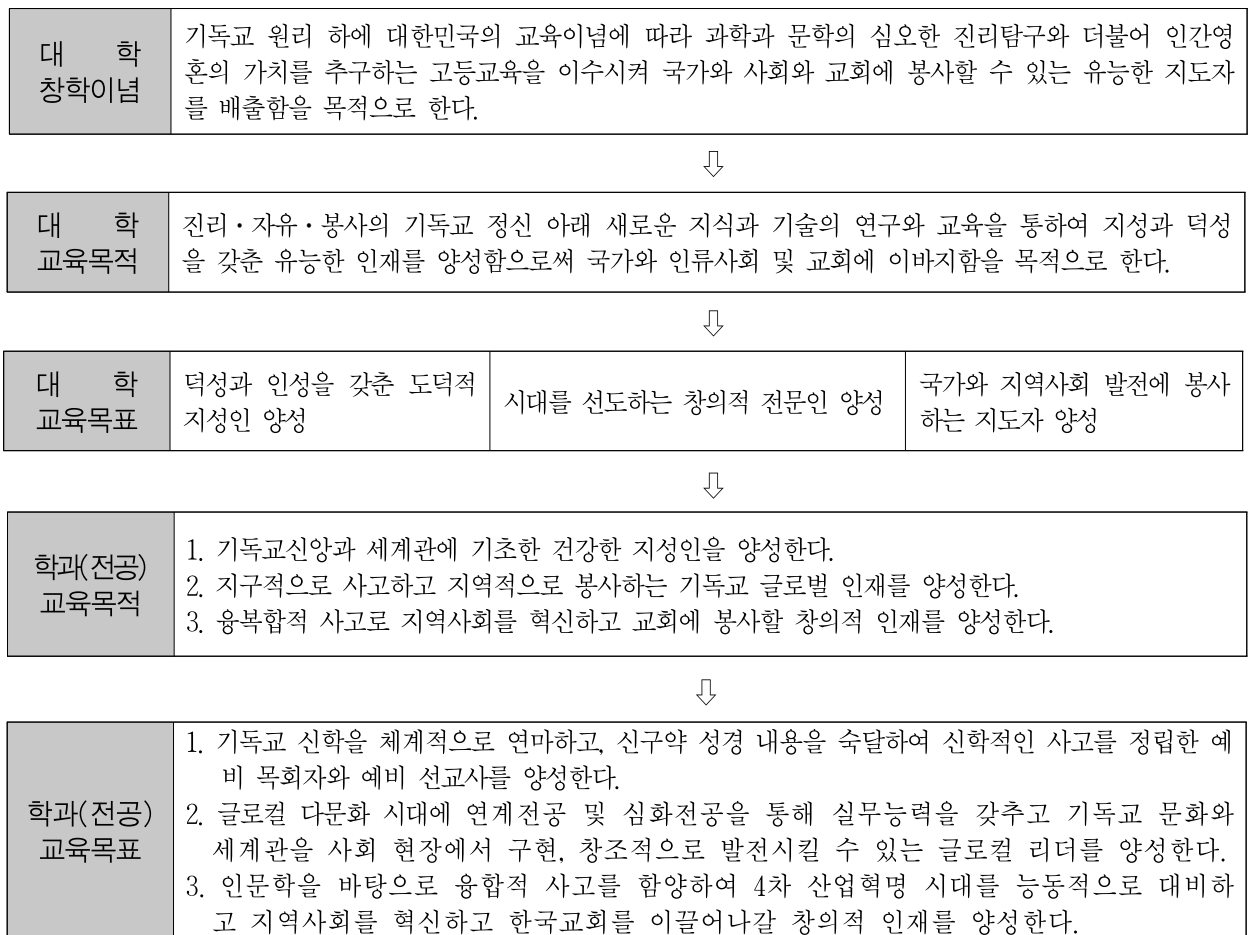 대 학
창학이념
기독교 원리 하에 대한민국의 교육이념에 따라 과학과 문학의 심오한 진리탐구와 더불어 인간영
혼의 가치를 추구하는 고등교육을 이수시켜 국가와 사회와 교회에 봉사할 수 있는 유능한 지도자
를 배출함을 목적으로 한다.
⇩
대 학
교육목적
진리·자유·봉사의 기독교 정신 아래 새로운 지식과 기술의 연구와 교육을 통하여 지성과 덕성
을 갖춘 유능한 인재를 양성함으로써 국가와 인류사회 및 교회에 이바지함을 목적으로 한다.
⇩
대 학
교육목표
덕성과 인성을 갖춘 도덕적
지성인 양성
시대를 선도하는 창의적 전문인 양성
국가와 지역사회 발전에 봉사
하는 지도자 양성
⇩
학과(전공)
교육목적
1. 기독교신앙과 세계관에 기초한 건강한 지성인을 양성한다.
2. 지구적으로 사고하고 지역적으로 봉사하는 기독교 글로벌 인재를 양성한다.
3. 융복합적 사고로 지역사회를 혁신하고 교회에 봉사할 창의적 인재를 양성한다.
⇩
학과(전공)
교육목표
1. 기독교 신학을 체계적으로 연마하고, 신구약 성경 내용을 숙달하여 신학적인 사고를 정립한 예
비 목회자와 예비 선교사를 양성한다.
2. 글로컬 다문화 시대에 연계전공 및 심화전공을 통해 실무능력을 갖추고 기독교 문화와
세계관을 사회 현장에서 구현, 창조적으로 발전시킬 수 있는 글로컬 리더를 양성한다.
3. 인문학을 바탕으로 융합적 사고를 함양하여 4차 산업혁명 시대를 능동적으로 대비하
고 지역사회를 혁신하고 한국교회를 이끌어나갈 창의적 인재를 양성한다.